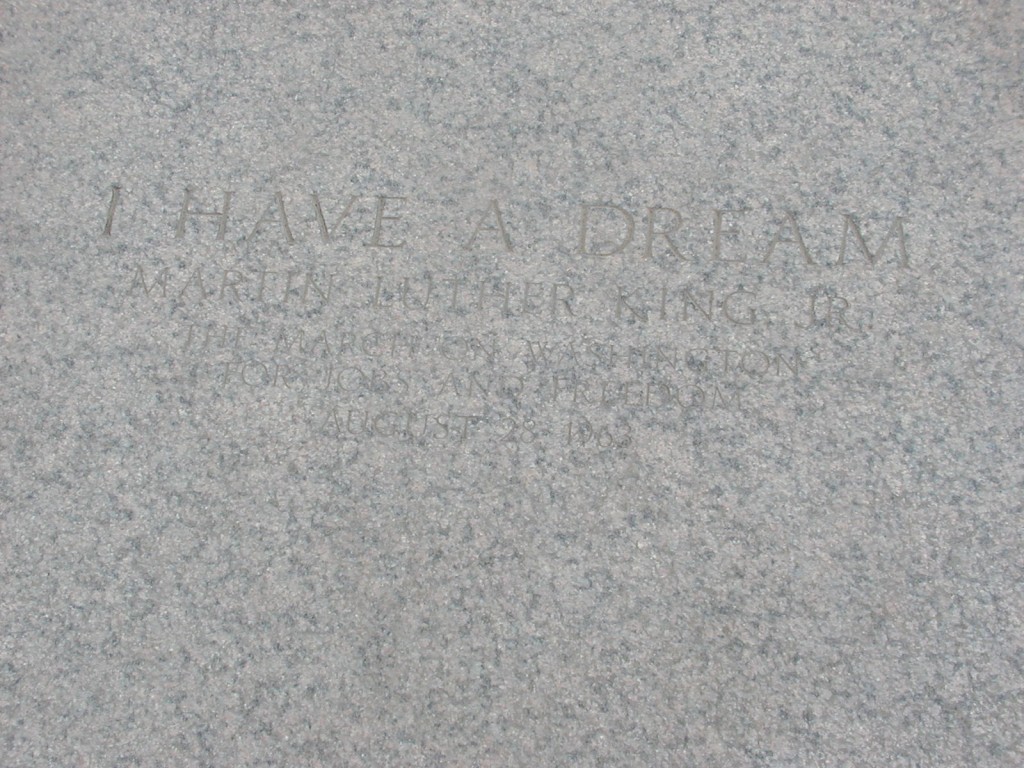 I HAVE A DREAM
MARTIN LUTHER KING, JR.
THE MARCH ON WASHINGTON
FOR JOBS AND FREEDOM
AUGUST 28, 1963